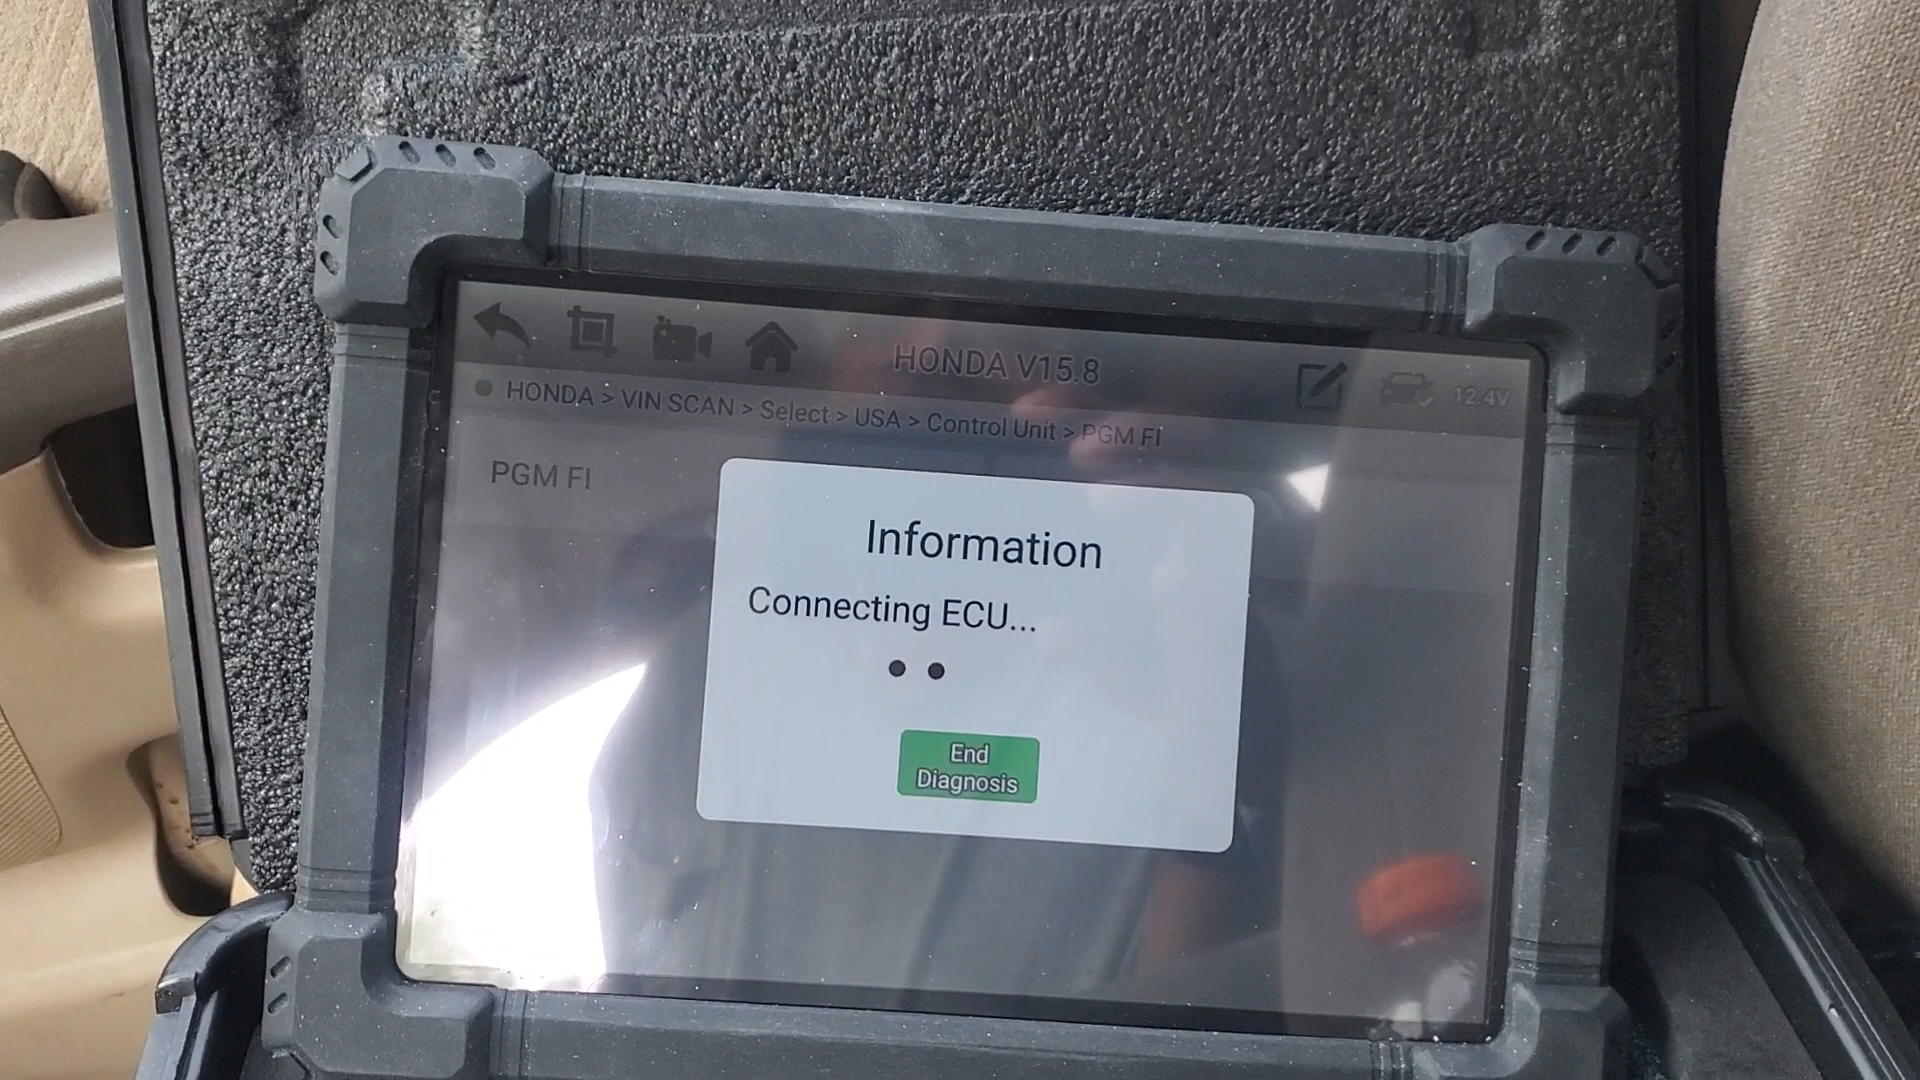 HONDA V15.8
12.4V
HONDA > VIN SCAN > Select > USA > Control Unit > PGM FI
PGM FI
Information
Connecting ECU...
End
Diagnosis